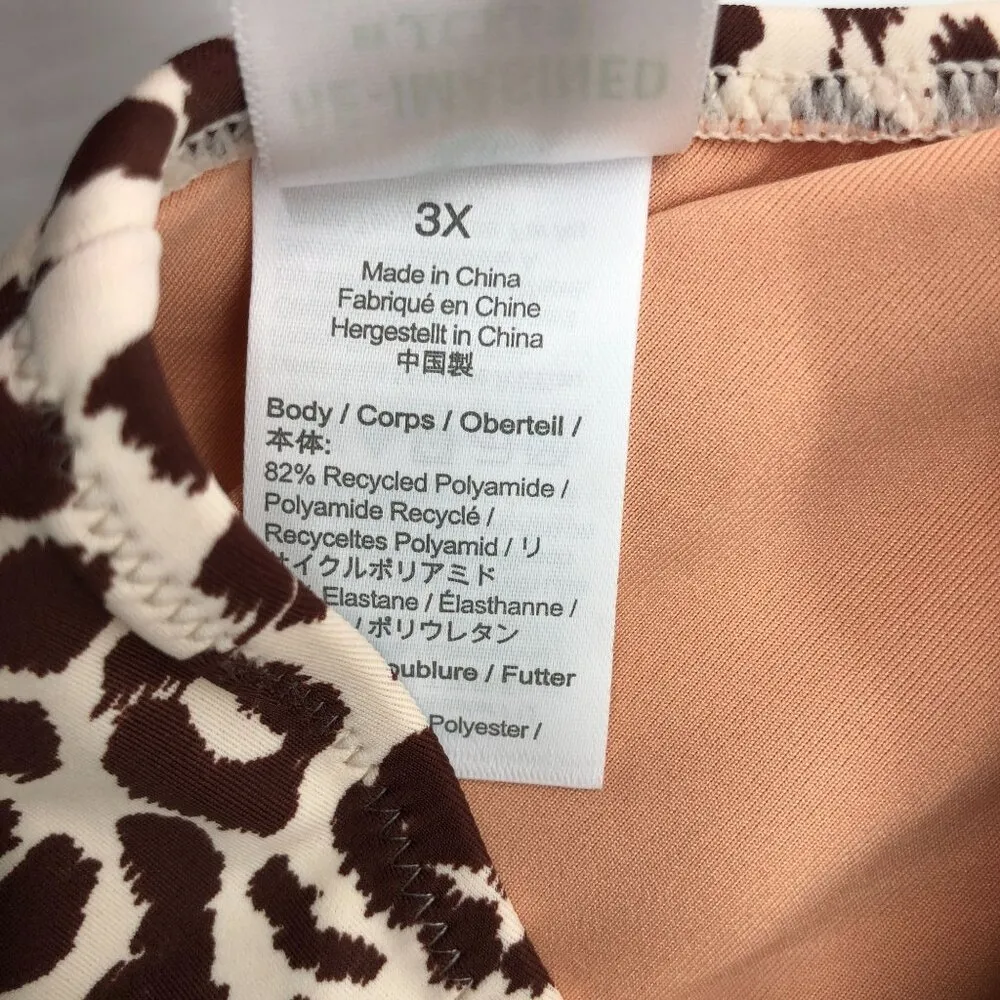 3X
Made in China
Fabriqué en Chine
Hergestellt in China
中国製
Body / Corps / Oberteil /
本体:
82% Recycled Polyamide /
Polyamide Recyclé /
Recyceltes Polyamid / リ
サイクルポリアミド
Elastane / Élasthanne /
/ ポリウレタン
oublure / Futter
Polyester /